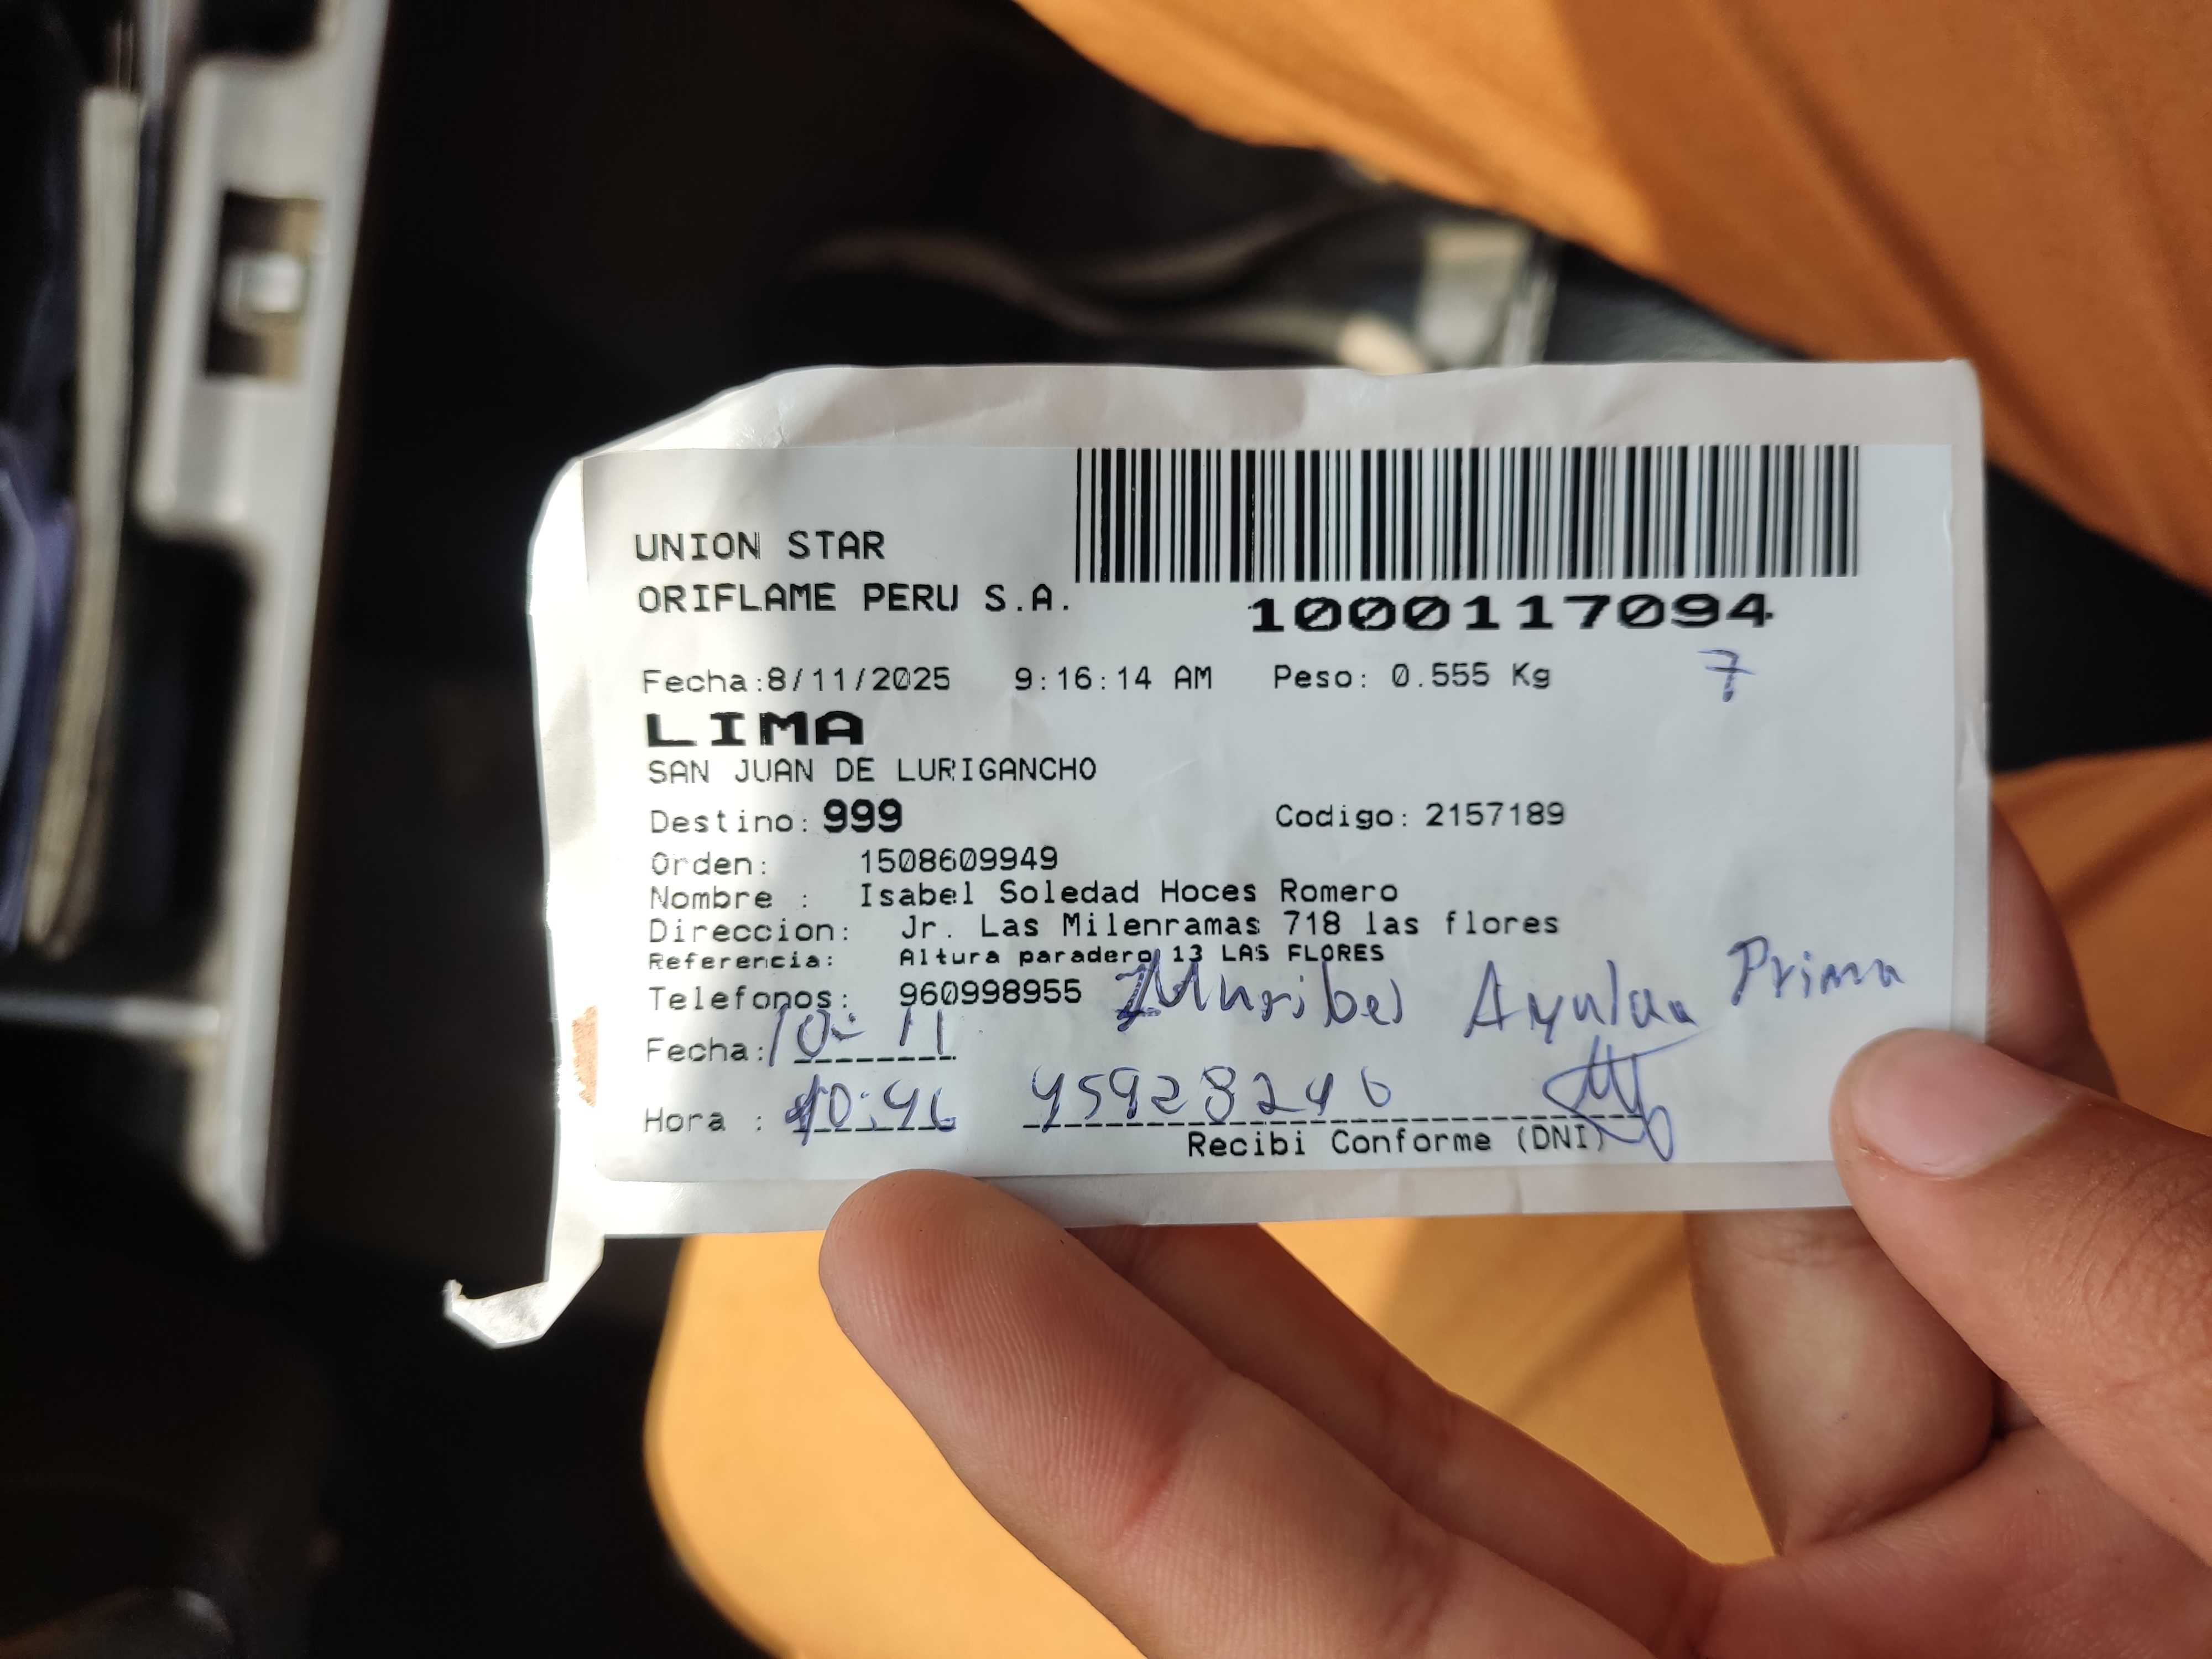 UNION STAR
ORIFLAME PERU S.A.
1000117094
7
Fecha:8/11/2025 9:16:14 AM Peso: 0.555 Kg
LIMA
SAN JUAN DE LURIGANCHO
Destino: 999 Codigo: 2157189
Orden: 1508609949
Nombre : Isabel Soledad Hoces Romero
Direccion: Jr. Las Milenramas 718 las flores
Referencia: Altura paradero 13 LAS FLORES
Telefonos: 960998955 Prima
Fecha: 10- 11
Hora : 10:46 45928246
Recibi Conforme (DNI)